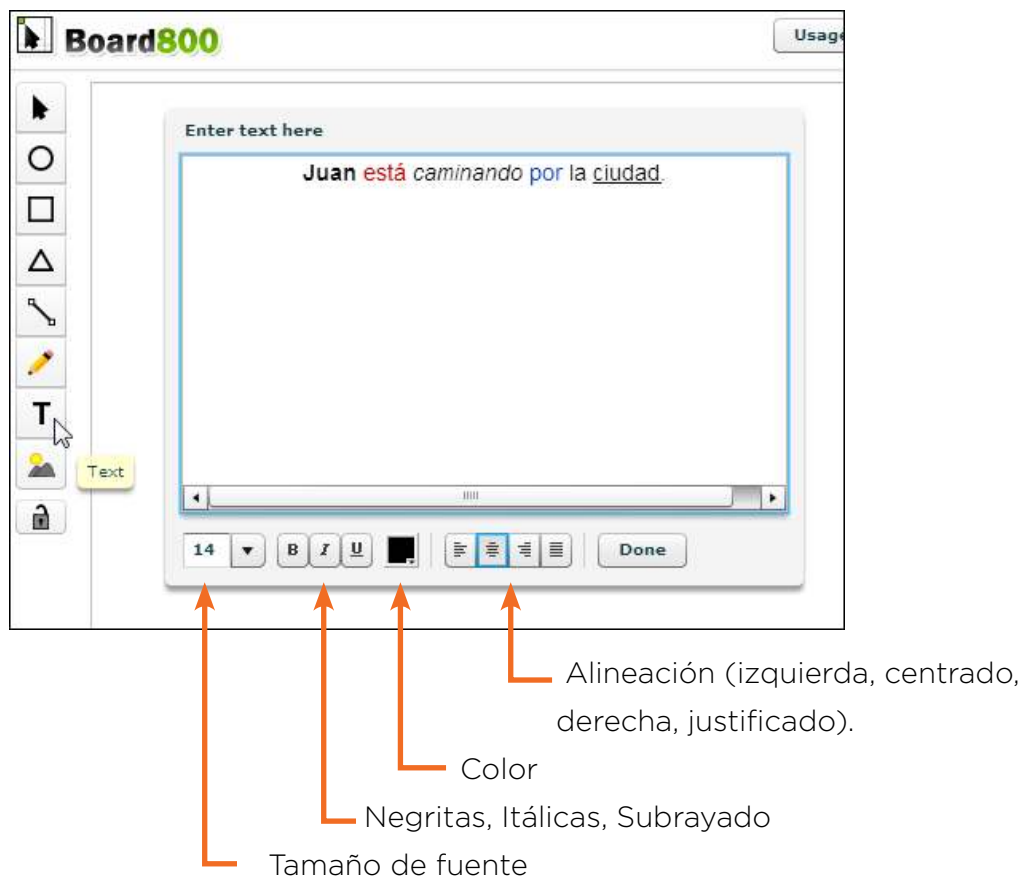 Board800
Usage
Enter text here
Juan está caminando por la ciudad.
T
Text
14 B I U Done
Alineación (izquierda, centrado,
derecha, justificado).
Color
Negritas, Itálicas, Subrayado
Tamaño de fuente